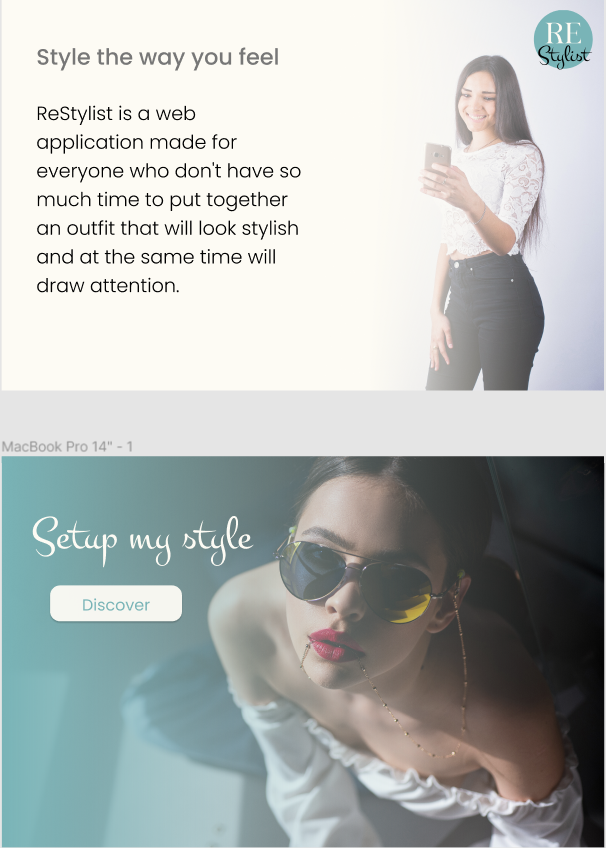 RE
Stylist
Style the way you feel
ReStylist is a web
application made for
everyone who don't have so
much time to put together
an outfit that will look stylish
and at the same time will
draw attention.
MacBook Pro 14" - 1
Setup my style
Discover